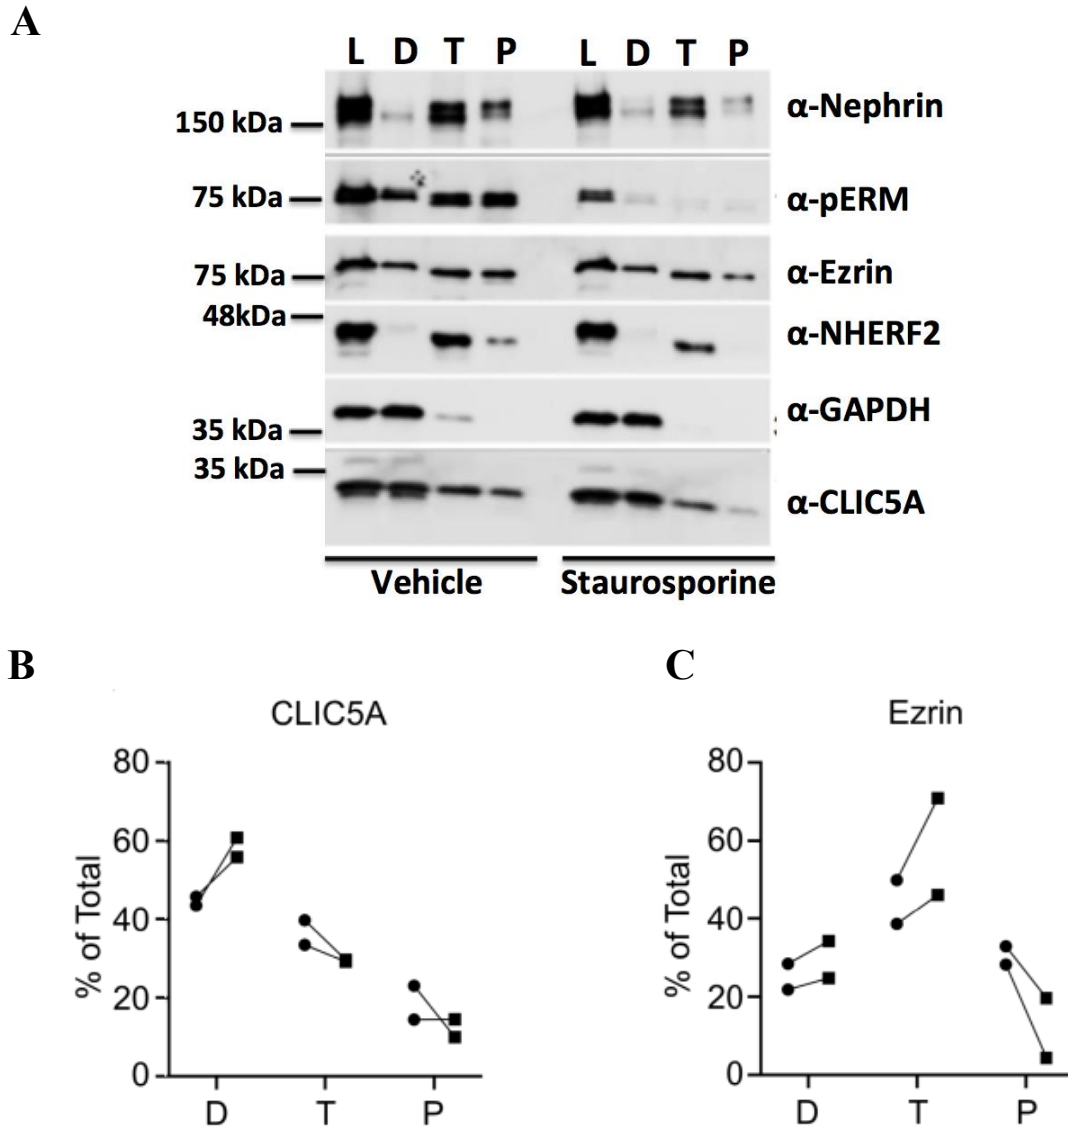 A
L D T P L D T P
150 kDa α-Nephrin
75 kDa α-pERM
75 kDa α-Ezrin
48kDa α-NHERF2
35 kDa α-GAPDH
35 kDa α-CLIC5A
Vehicle Staurosporine
B
CLIC5A
% of Total
80
60
40
20
0
D T P
C
Ezrin
% of Total
80
60
40
20
0
D T P